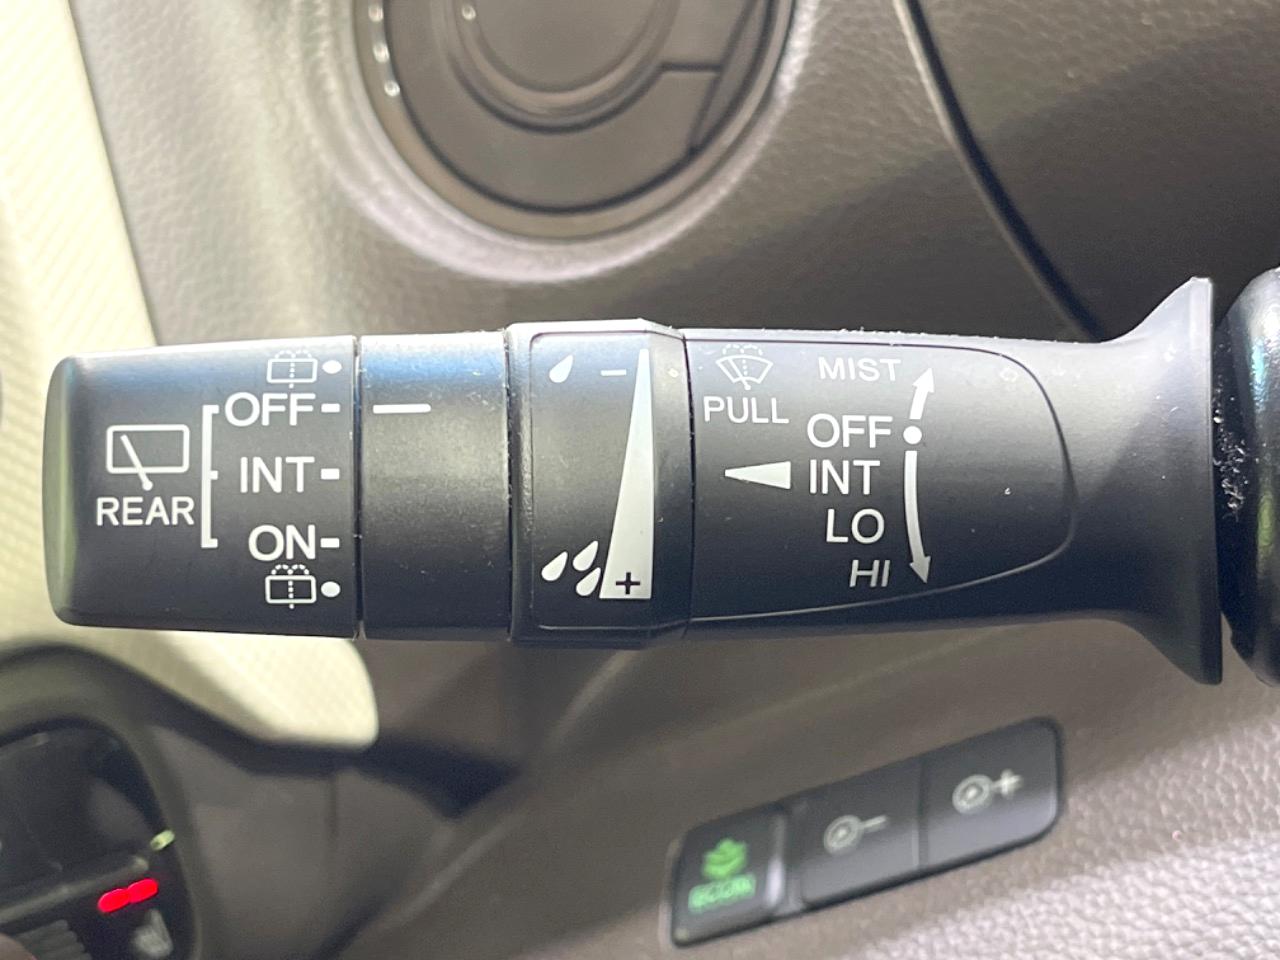 OFF
INT
ON
REAR
−
+
PULL
MIST
OFF
INT
LO
HI
ECON
−
+